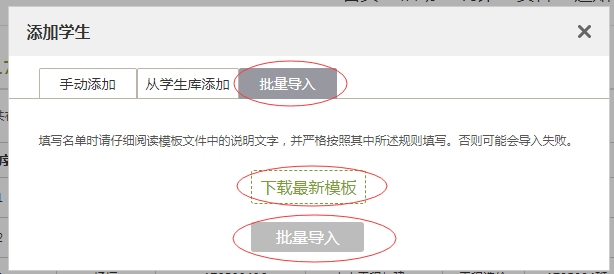 添加学生
手动添加 从学生库添加 批量导入
填写名单时请仔细阅读模板文件中的说明文字，并严格按照其中所述规则填写。否则可能会导入失败。
下载最新模板
批量导入
1
2